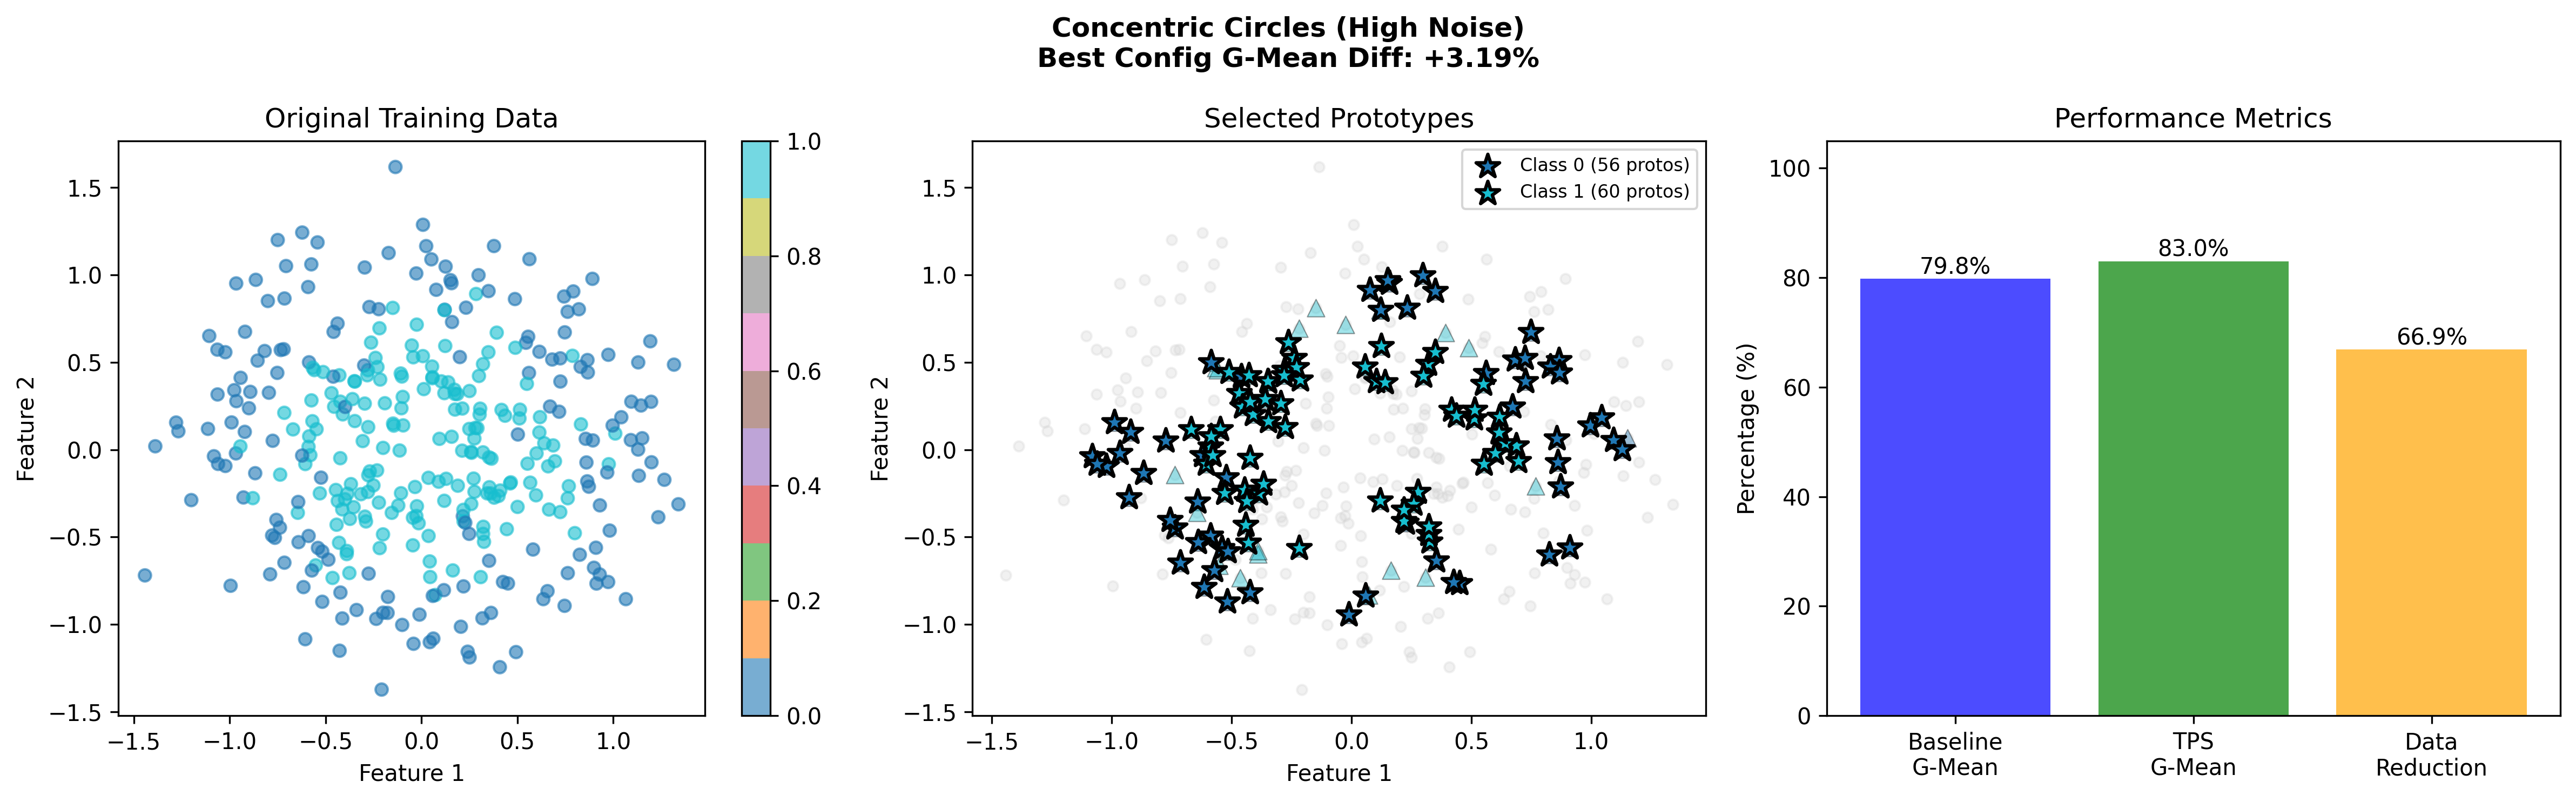 Concentric Circles (High Noise)
Best Config G-Mean Diff: +3.19%
Original Training Data
1.5
1.0
0.5
0.0
−0.5
−1.0
−1.5
Feature 2
−1.5
−1.0
−0.5
0.0
0.5
1.0
Feature 1
1.0
0.8
0.6
0.4
0.2
0.0
Selected Prototypes
Class 0 (56 protos)
Class 1 (60 protos)
1.5
1.0
0.5
0.0
−0.5
−1.0
−1.5
Feature 2
−1.5
−1.0
−0.5
0.0
0.5
1.0
Feature 1
Performance Metrics
100
80
60
40
20
0
Percentage (%)
79.8%
83.0%
66.9%
Baseline
G-Mean
TPS
G-Mean
Data
Reduction